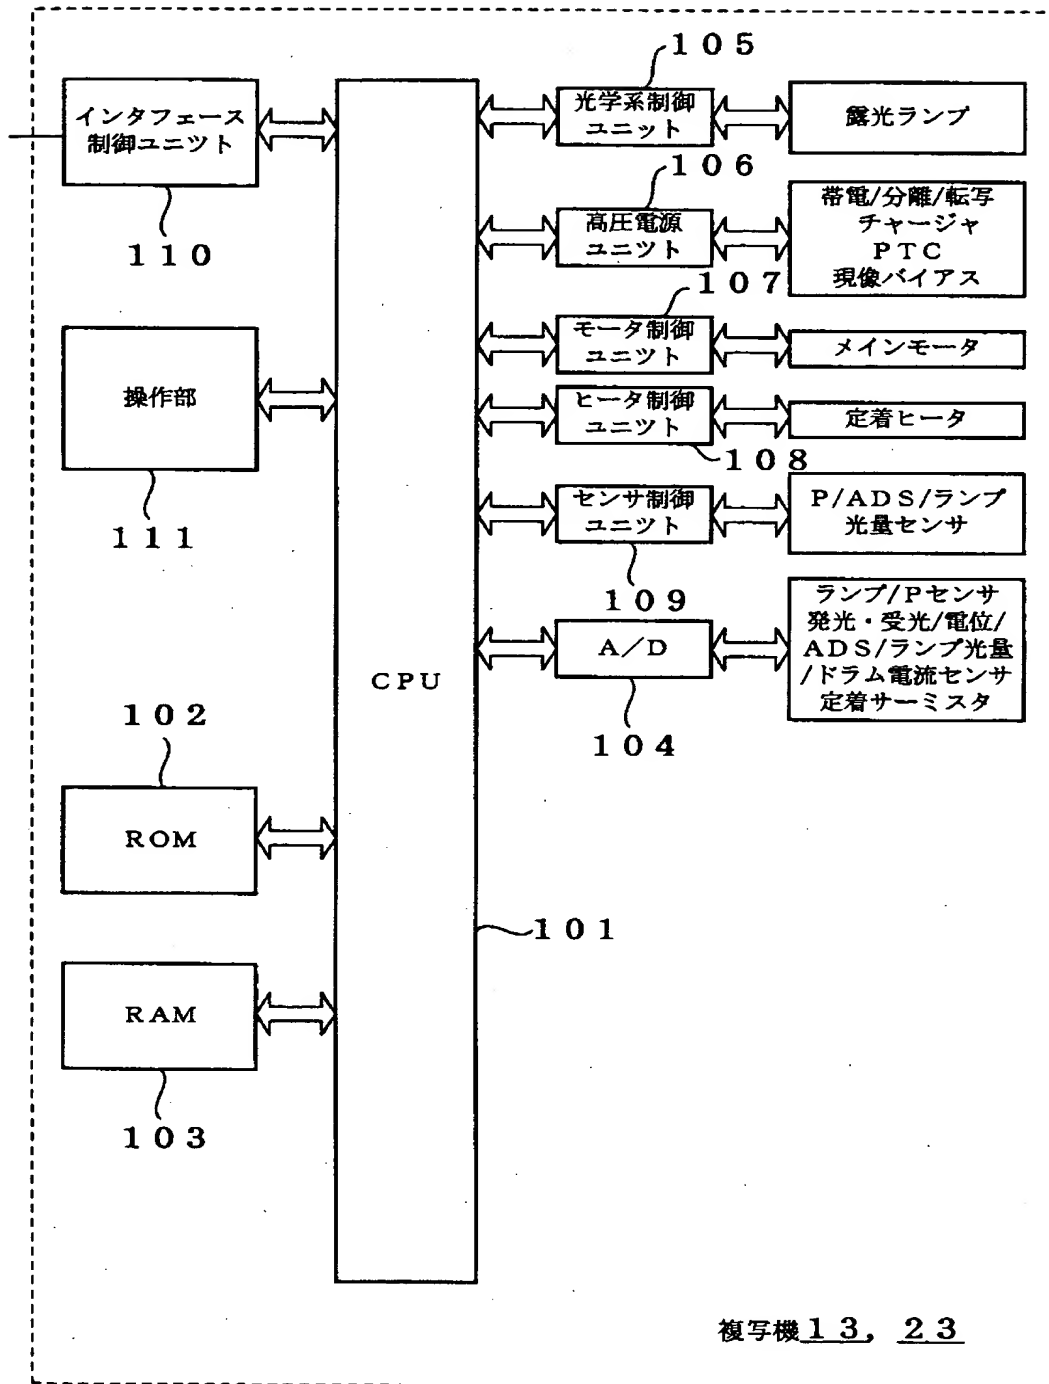 105
インタフェース
制御ユニット
110
光学系制御
ユニット
露光ランプ
106
高圧電源
ユニット
帯電/分離/転写
チャージャ
PTC
現像バイアス
107
モータ制御
ユニット
メインモータ
操作部
111
ヒータ制御
ユニット
定着ヒータ
108
センサ制御
ユニット
P/ADS/ランプ
光量センサ
109
A/D
ランプ/Pセンサ
発光・受光/電位/
ADS/ランプ光量
/ドラム電流センサ
定着サーミスタ
104
CPU
102
ROM
101
RAM
103
複写機13, 23